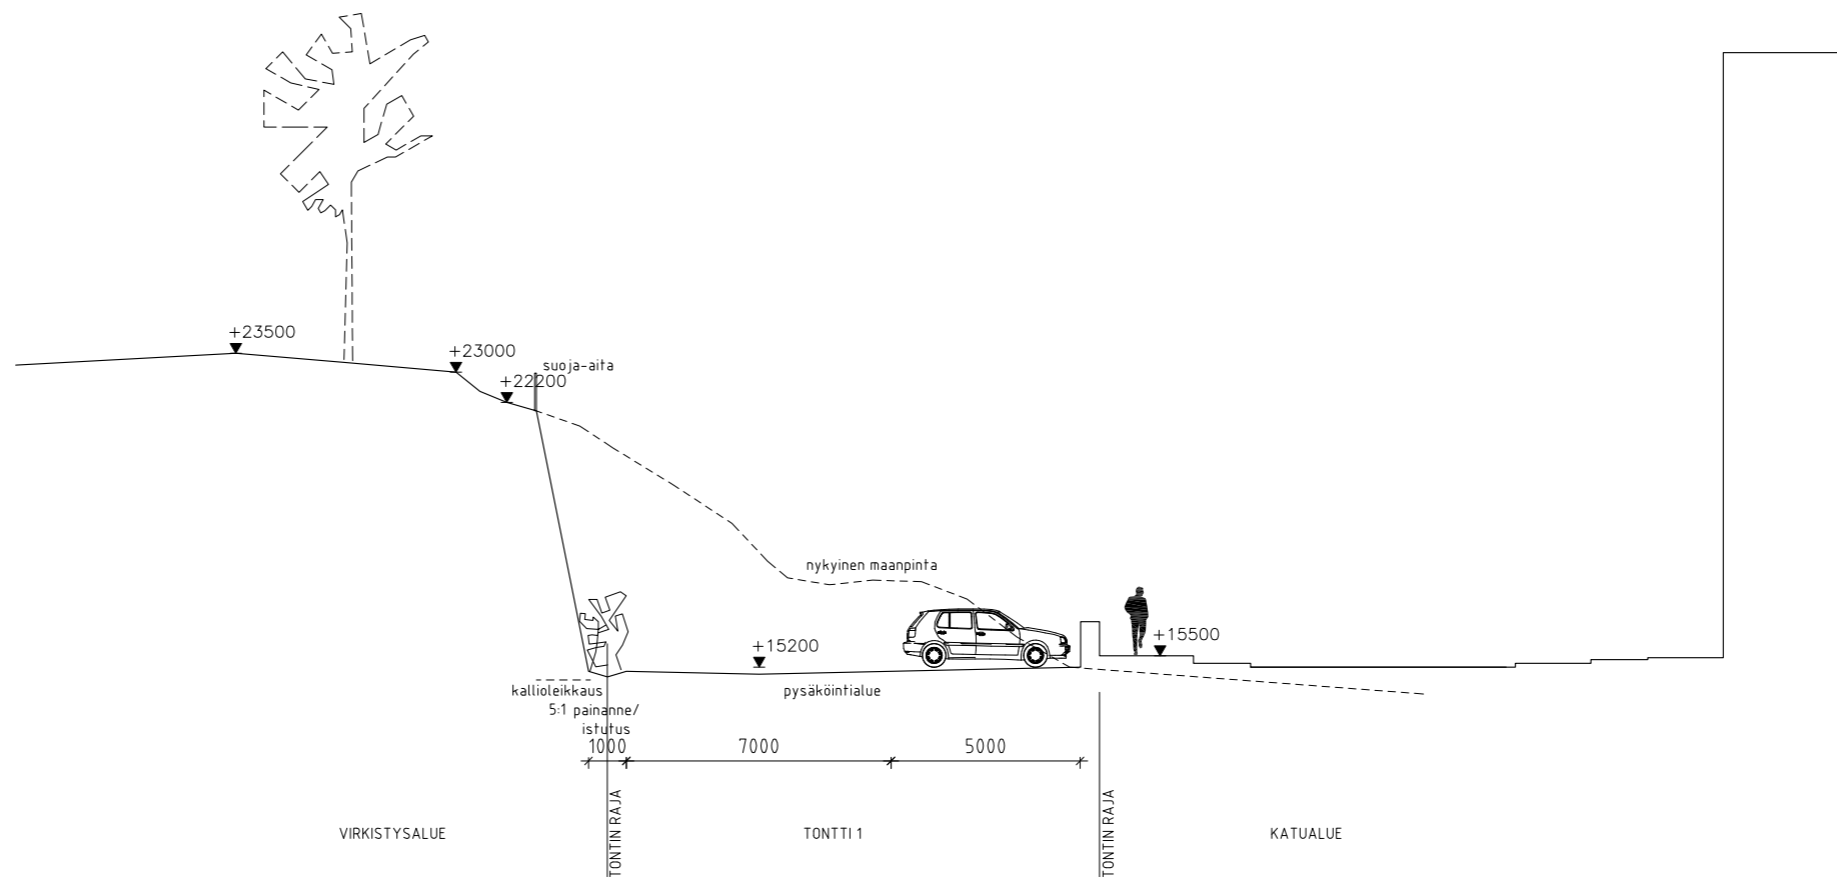 +23500
+23000
suoja-aita
+22200
nykyinen maanpinta
+15200
+15500
kallioleikkaus
5:1 painanne/
istutus
pysäköintialue
1000
7000
5000
TONTIN RAJA
TONTIN RAJA
VIRKISTYSALUE
TONTTI 1
KATUALUE